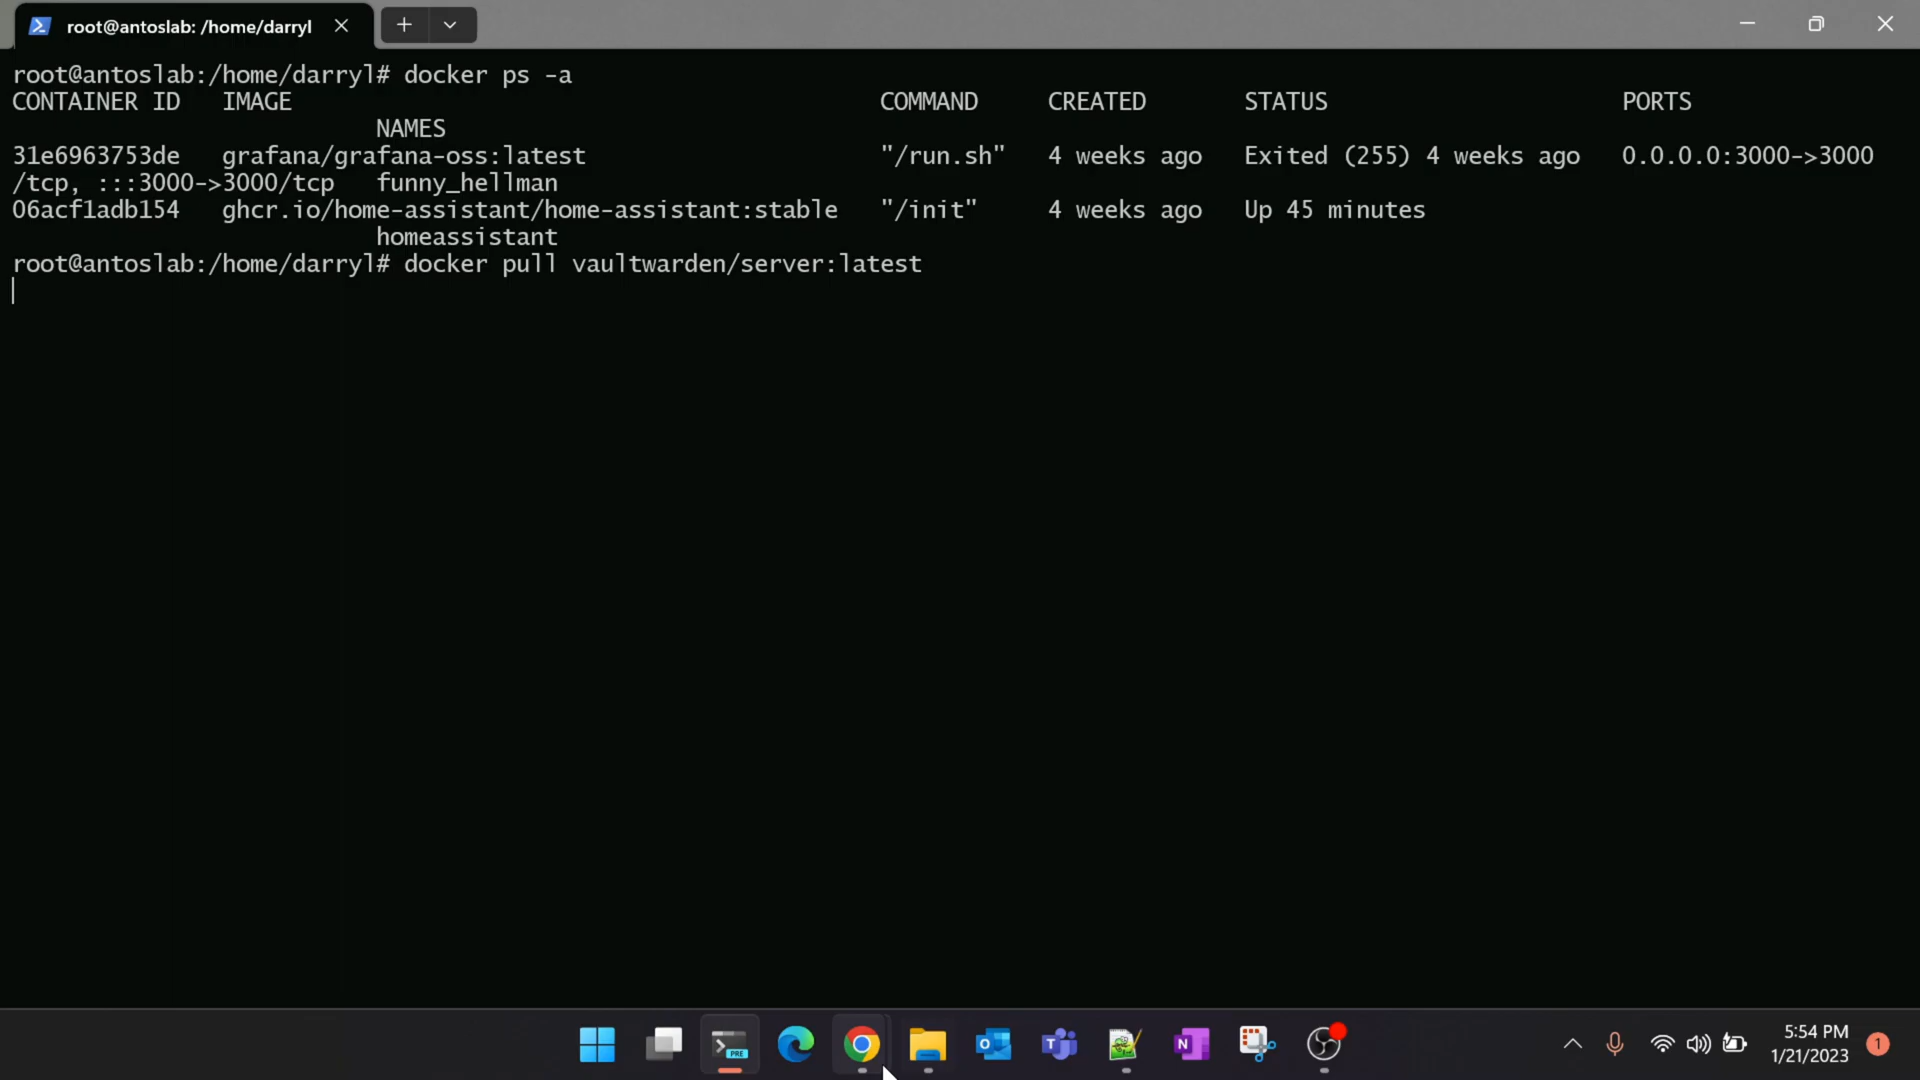 root@antoslab: /home/darryl
root@antoslab:/home/darryl# docker ps -a
CONTAINER ID   IMAGE                                          COMMAND     CREATED       STATUS                     PORTS
                          NAMES
31e6963753de   grafana/grafana-oss:latest                     "/run.sh"   4 weeks ago   Exited (255) 4 weeks ago   0.0.0.0:3000->3000
/tcp, :::3000->3000/tcp   funny_hellman
06acf1adb154   ghcr.io/home-assistant/home-assistant:stable   "/init"     4 weeks ago   Up 45 minutes
                          homeassistant
root@antoslab:/home/darryl# docker pull vaultwarden/server:latest
PRE
O
T
N
5:54 PM
1/21/2023
1